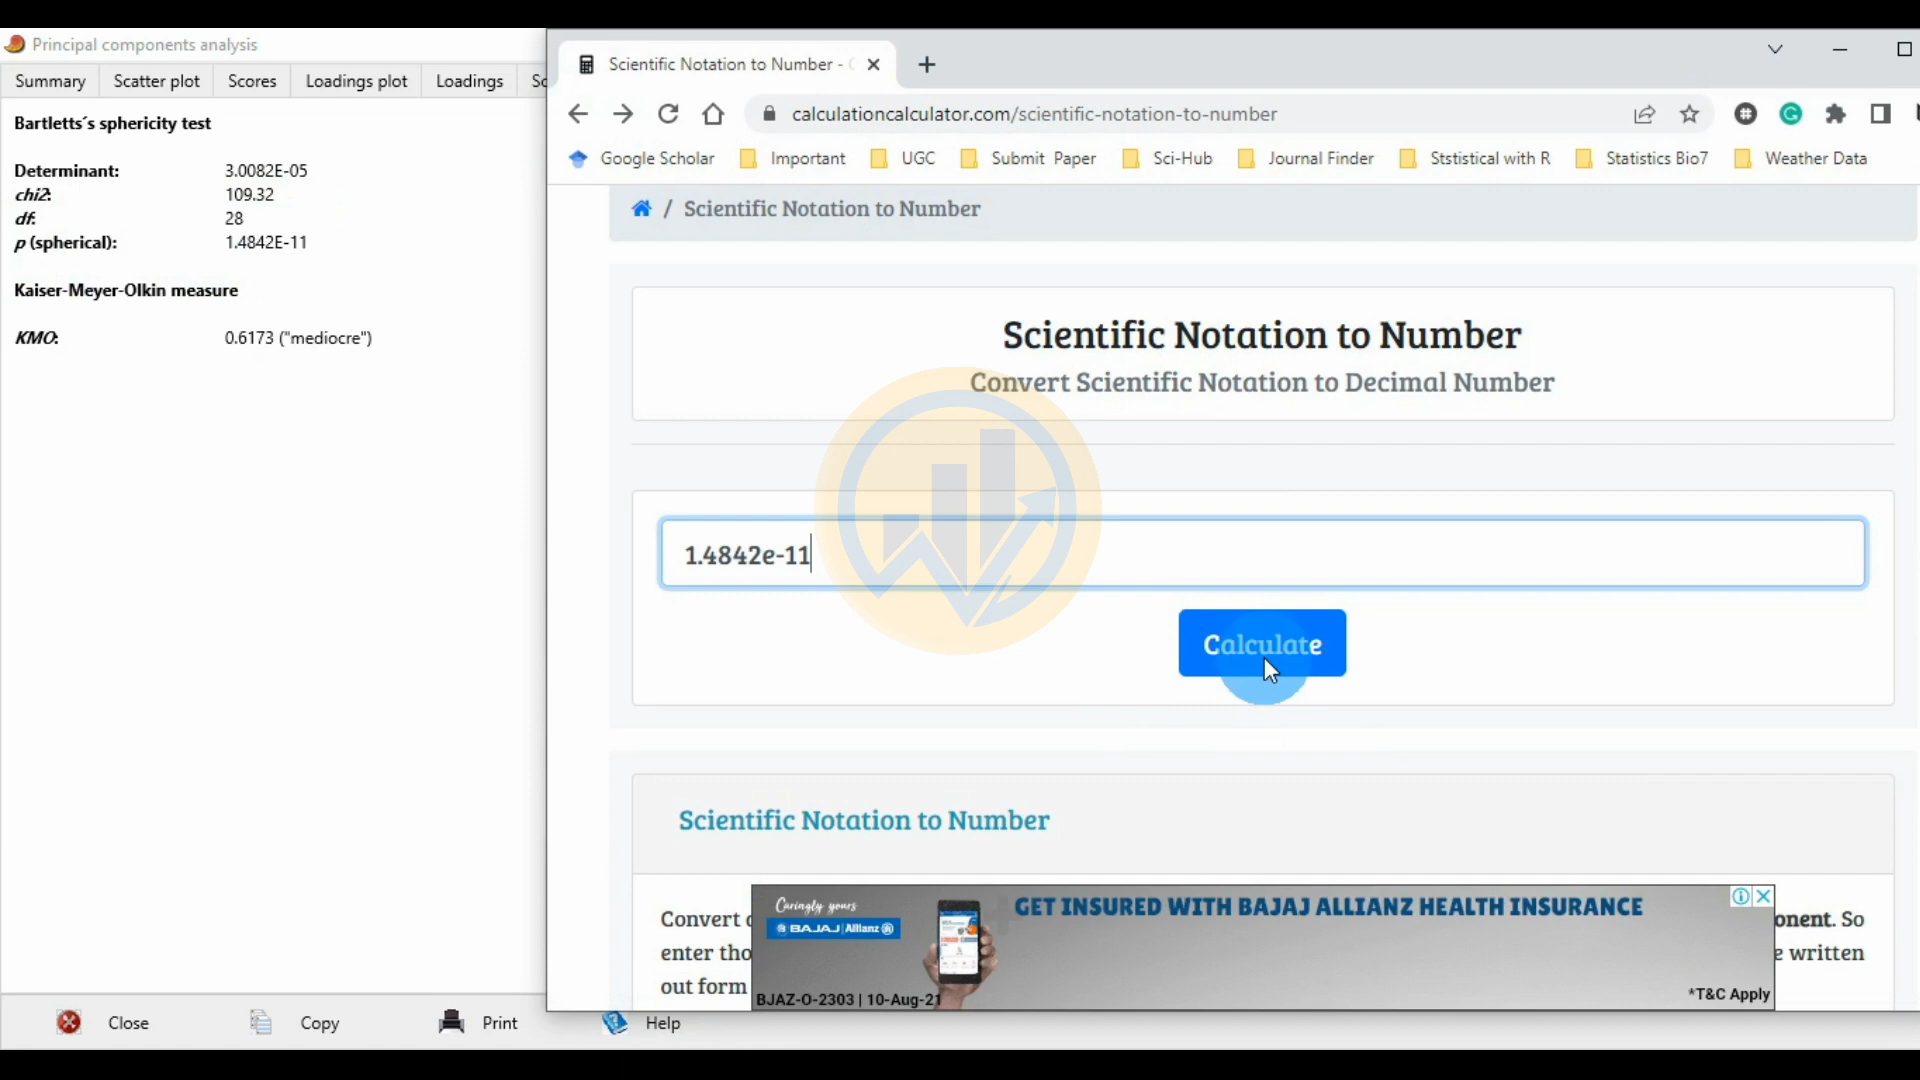 Principal components analysis
Summary Scatter plot Scores Loadings plot Loadings Sc
Bartletts´s sphericity test
Determinant: 3.0082E-05
chi2: 109.32
df: 28
p (spherical): 1.4842E-11
Kaiser-Meyer-Olkin measure
KMO: 0.6173 ("mediocre")
Close Copy Print Help
Scientific Notation to Number - C
calculationcalculator.com/scientific-notation-to-number
Google Scholar Important UGC Submit Paper Sci-Hub Journal Finder Ststistical with R Statistics Bio7 Weather Data
/ Scientific Notation to Number
Scientific Notation to Number
Convert Scientific Notation to Decimal Number
1.4842e-11
Calculate
Scientific Notation to Number
Convert onent. So
enter tho e written
out form
Caringly yours
BAJAJ Allianz
GET INSURED WITH BAJAJ ALLIANZ HEALTH INSURANCE
BJAZ-O-2303 | 10-Aug-21
*T&C Apply